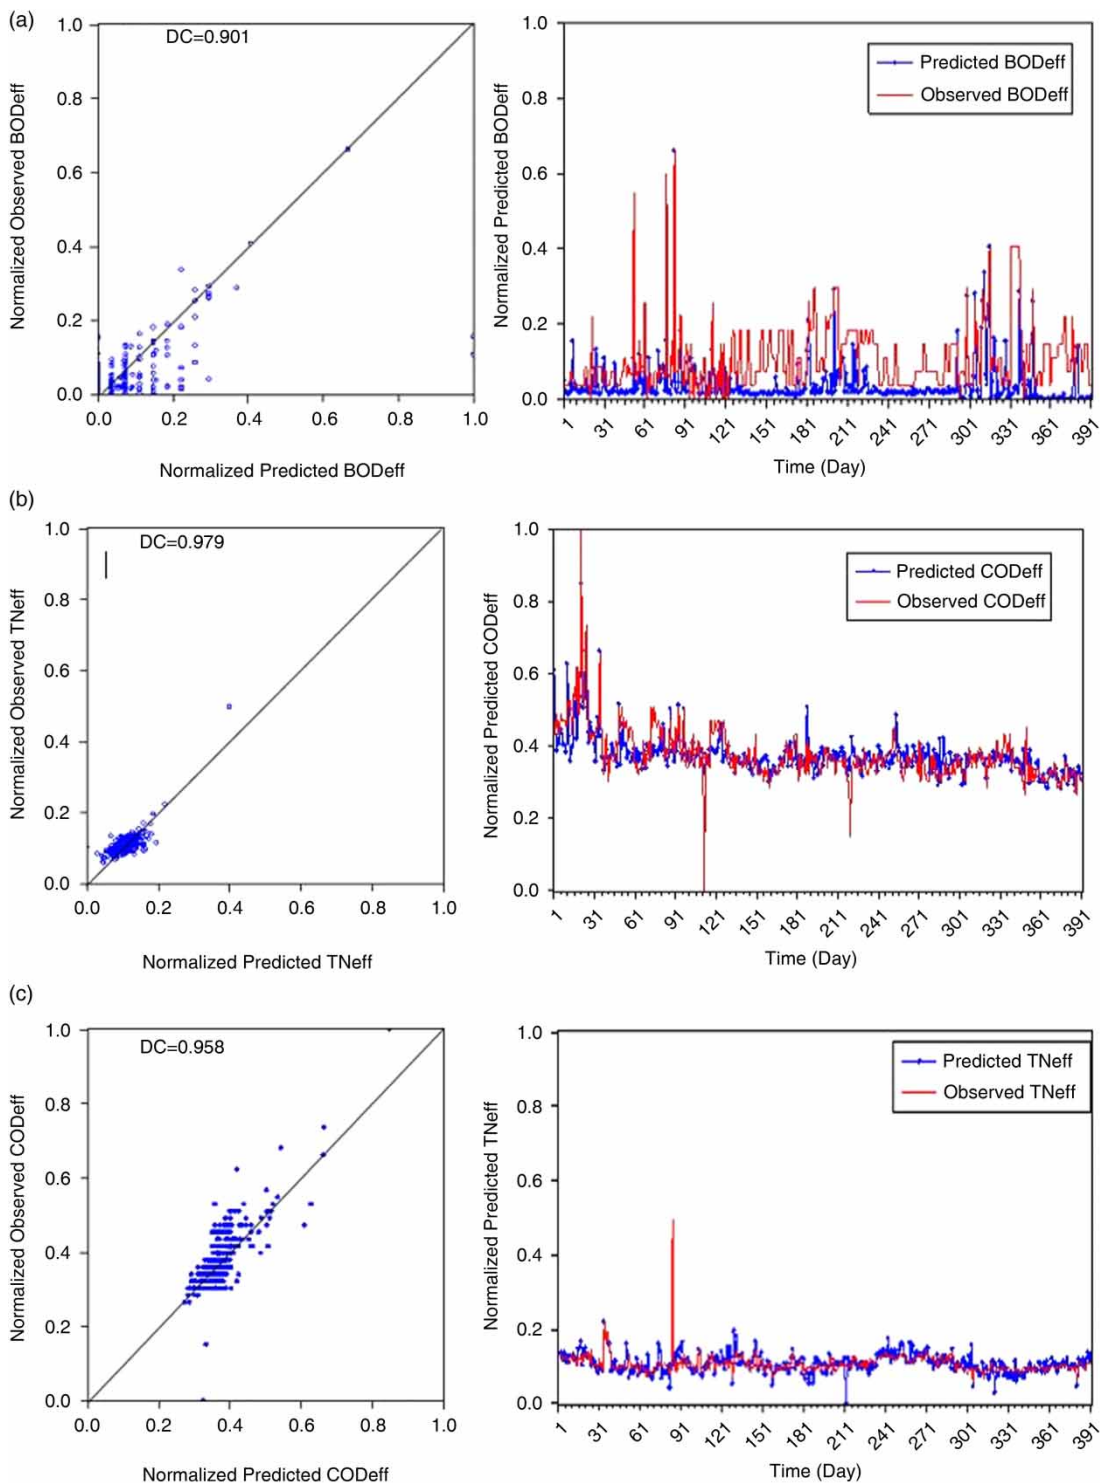 (a)
DC=0.901
Normalized Observed BODeff
1.0
0.8
0.6
0.4
0.2
0.0
0.0 0.2 0.4 0.6 0.8 1.0
Normalized Predicted BODeff
Normalized Predicted BODeff
1.0
0.8
0.6
0.4
0.2
0.0
Predicted BODeff
Observed BODeff
1 31 61 91 121 151 181 211 241 271 301 331 361 391
Time (Day)
(b)
DC=0.979
Normalized Observed TNeff
1.0
0.8
0.6
0.4
0.2
0.0
0.0 0.2 0.4 0.6 0.8 1.0
Normalized Predicted TNeff
Normalized Predicted CODeff
1.0
0.8
0.6
0.4
0.2
0.0
Predicted CODeff
Observed CODeff
1 31 61 91 121 151 181 211 241 271 301 331 361 391
Time (Day)
(c)
DC=0.958
Normalized Observed CODeff
1.0
0.8
0.6
0.4
0.2
0.0
0.0 0.2 0.4 0.6 0.8 1.0
Normalized Predicted CODeff
Normalized Predicted TNeff
1.0
0.8
0.6
0.4
0.2
0.0
Predicted TNeff
Observed TNeff
1 31 61 91 121 151 181 211 241 271 301 331 361 391
Time (Day)